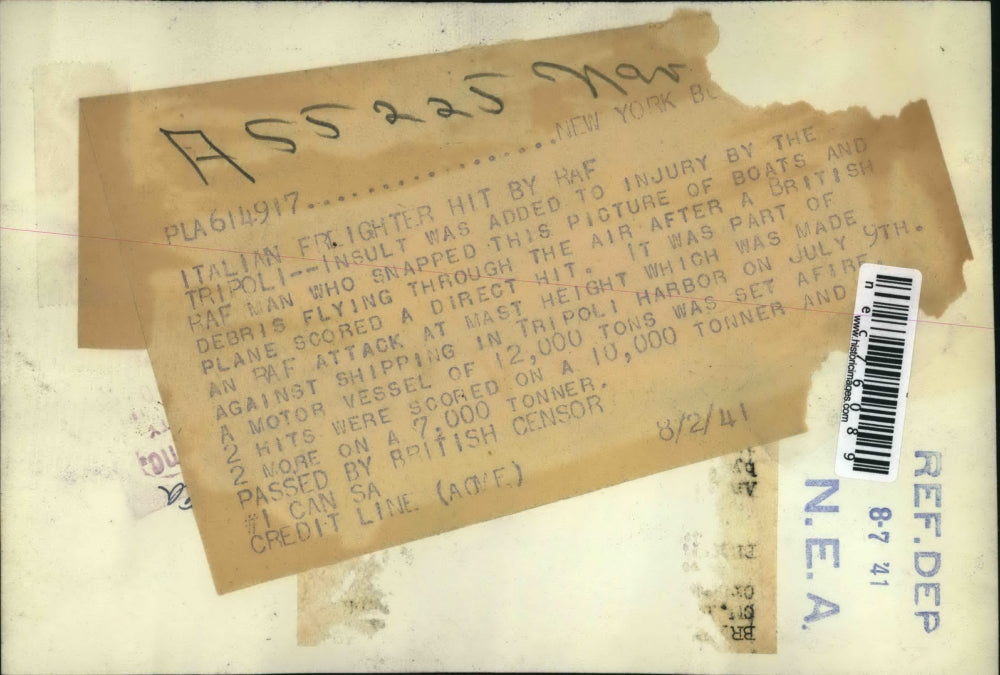 A 55225 Nav
PLA614917....................NEW YORK BU
ITALIAN FREIGHTER HIT BY RAF
TRIPOLI--INSULT WAS ADDED TO INJURY BY THE
RAF MAN WHO SNAPPED THIS PICTURE OF BOATS AND
DEBRIS FLYING THROUGH THE AIR AFTER A BRITISH
PLANE SCORED A DIRECT HIT. IT WAS PART OF
AN RAF ATTACK AT MAST HEIGHT WHICH WAS MADE
AGAINST SHIPPING IN TRIPOLI HARBOR ON JULY 9TH.
A MOTOR VESSEL OF 12,000 TONS WAS SET AFIRE
2 HITS WERE SCORED ON A 10,000 TONNER AND
2 MORE ON A 7,000 TONNER.
PASSED BY BRITISH CENSOR
#1 CAN SA 8/2/41
CREDIT LINE (ACME)
nec76089
www.historicimages.com
REF.DEP
8-7 '41
N.E.A.